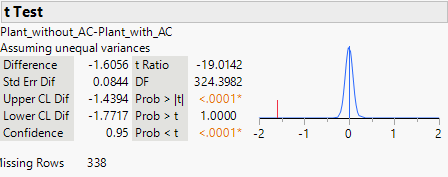 t Test
Plant_without_AC-Plant_with_AC
Assuming unequal variances
Difference -1.6056 t Ratio -19.0142
Std Err Dif 0.0844 DF 324.3982
Upper CL Dif -1.4394 Prob > |t| <.0001*
Lower CL Dif -1.7717 Prob > t 1.0000
Confidence 0.95 Prob < t <.0001*
-2 -1 0 1 2
Missing Rows 338